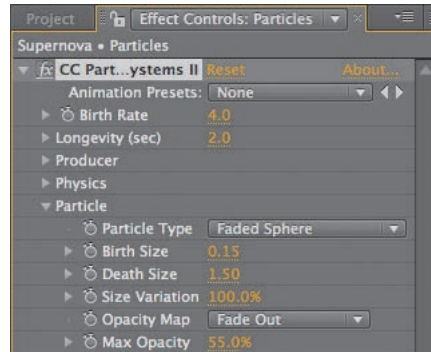 Project Effect Controls: Particles
Supernova • Particles
fx CC Part...ystems II Reset About...
Animation Presets: None
Birth Rate 4.0
Longevity (sec) 2.0
Producer
Physics
Particle
Particle Type Faded Sphere
Birth Size 0.15
Death Size 1.50
Size Variation 100.0%
Opacity Map Fade Out
Max Opacity 55.0%